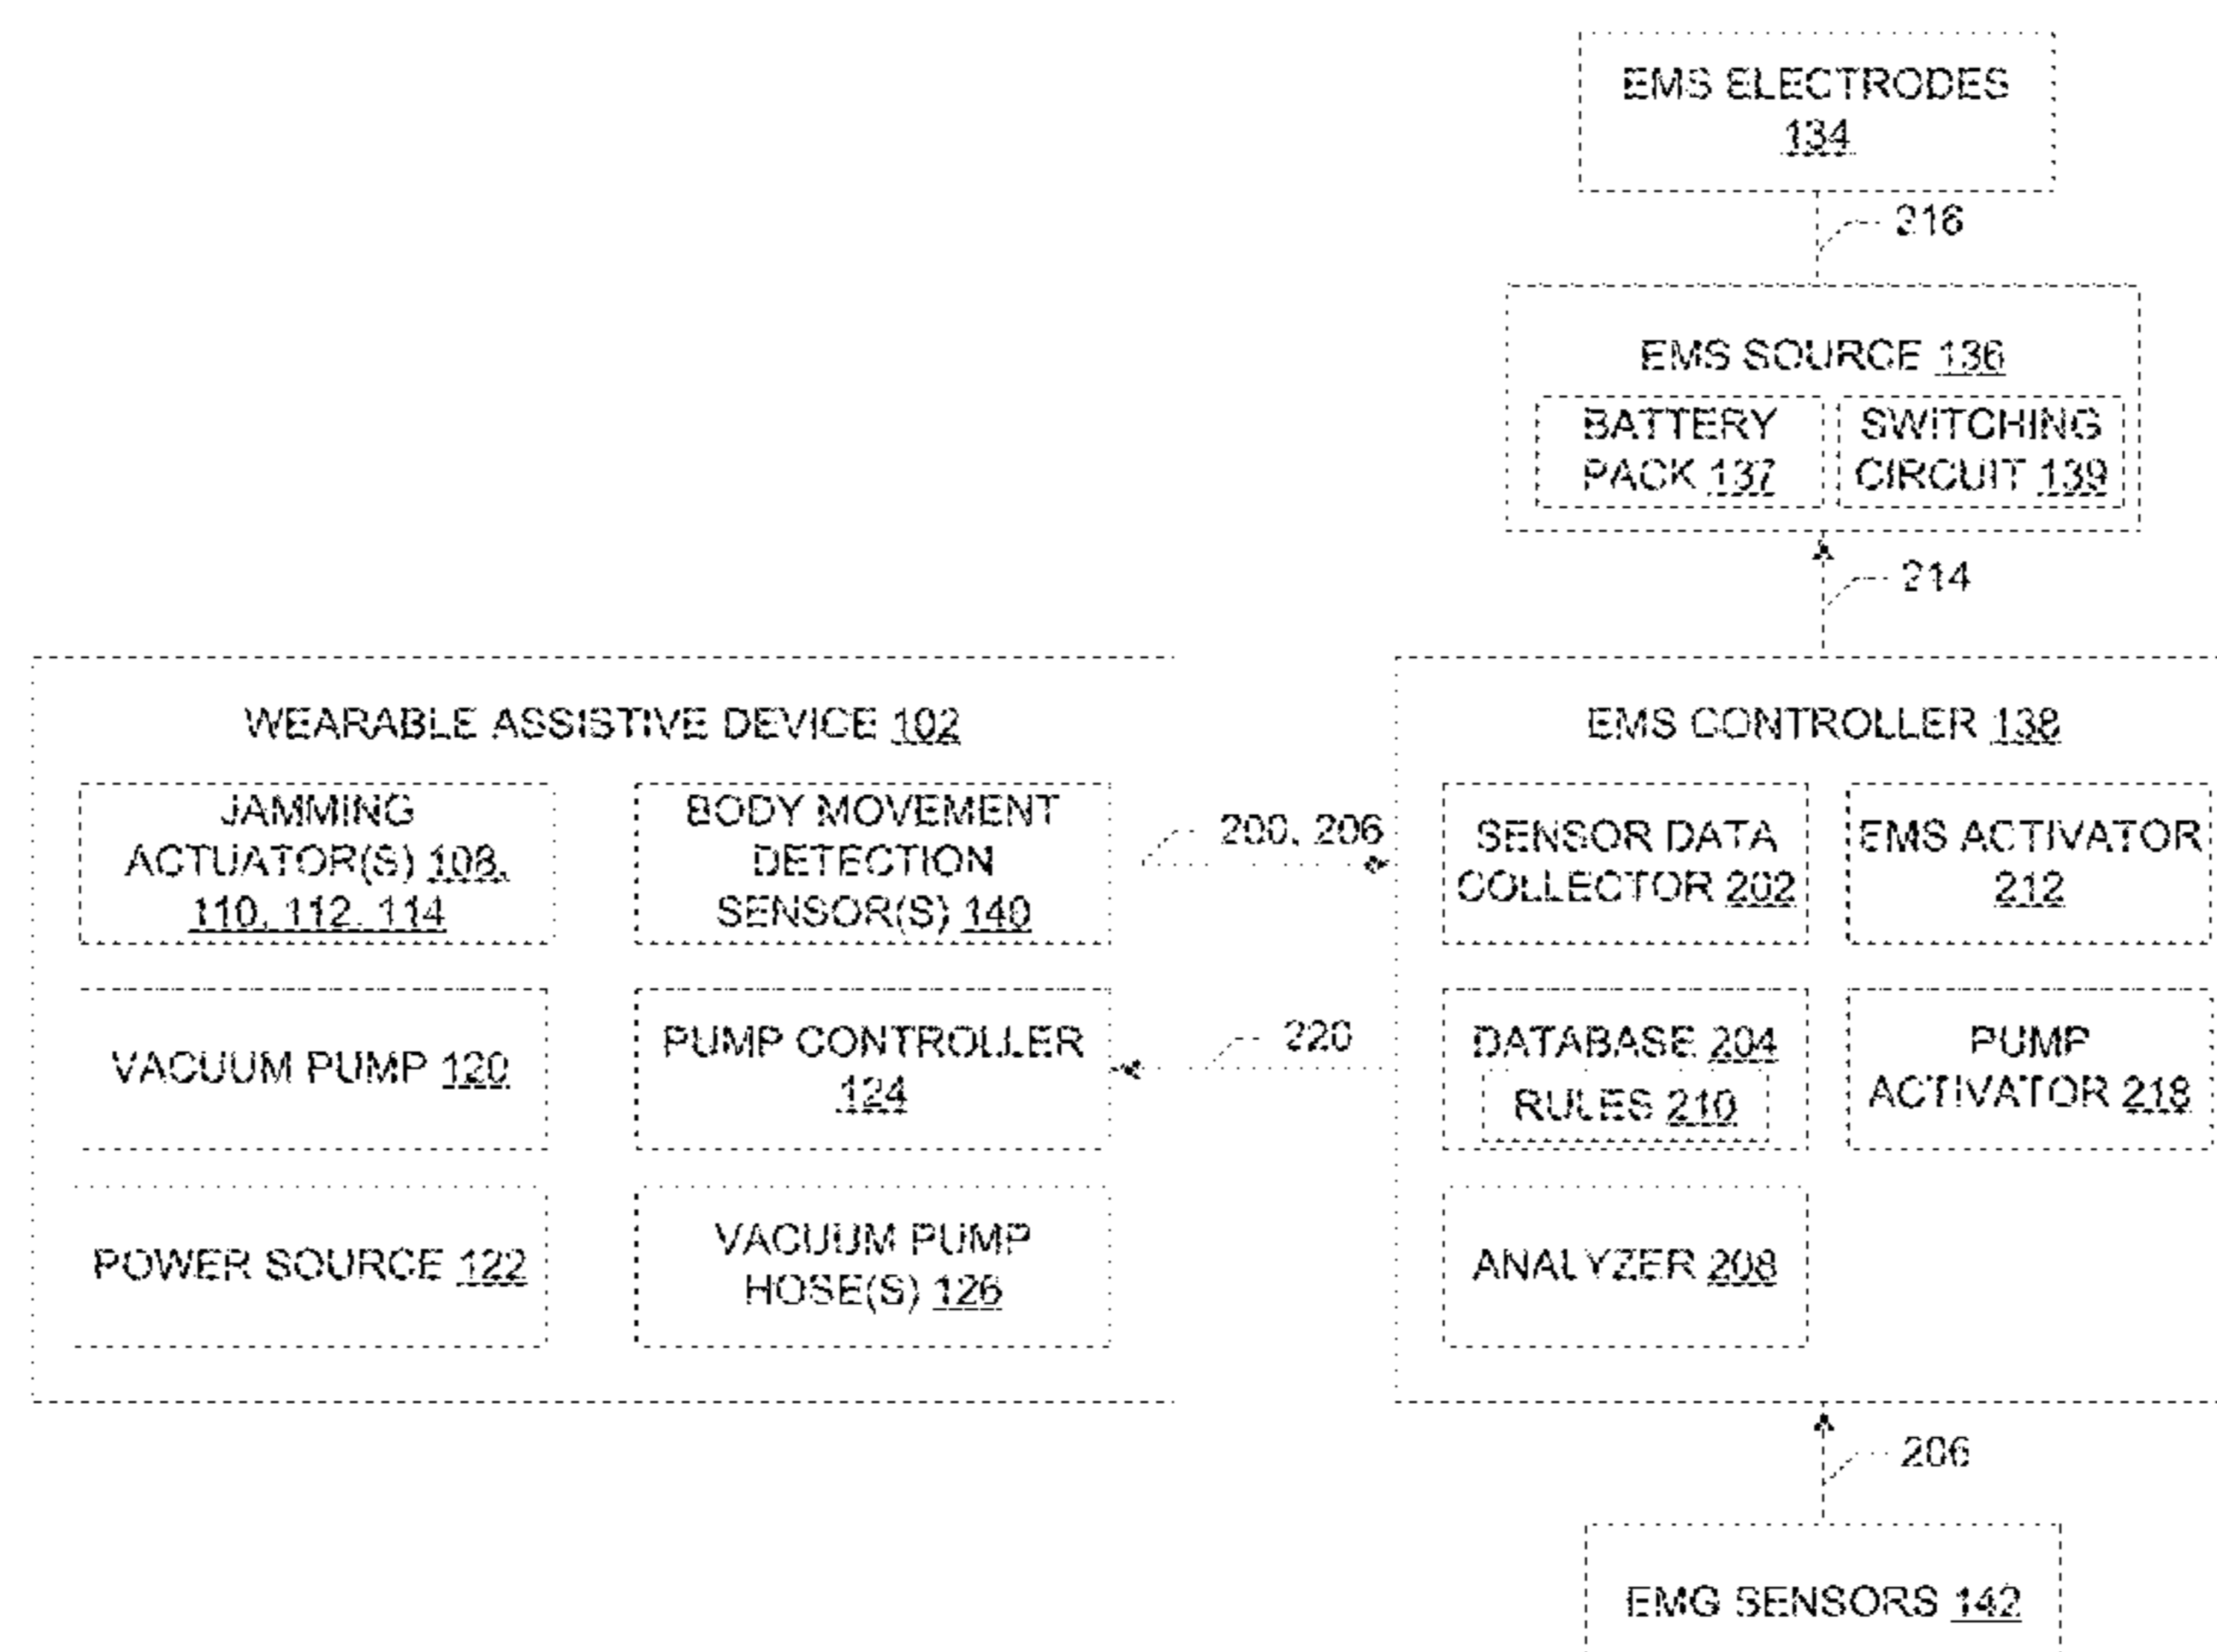 EMS ELECTRODES
134
216
EMS SOURCE 136
BATTERY
PACK 137
SWITCHING
CIRCUIT 139
214
WEARABLE ASSISTIVE DEVICE 102
JAMMING
ACTUATOR(S) 108,
110, 112, 114
BODY MOVEMENT
DETECTION
SENSOR(S) 140
VACUUM PUMP 120
PUMP CONTROLLER
124
POWER SOURCE 122
VACUUM PUMP
HOSE(S) 126
200, 206
220
EMS CONTROLLER 138
SENSOR DATA
COLLECTOR 202
EMS ACTIVATOR
212
DATABASE 204
RULES 210
PUMP
ACTIVATOR 218
ANALYZER 208
206
EMG SENSORS 142